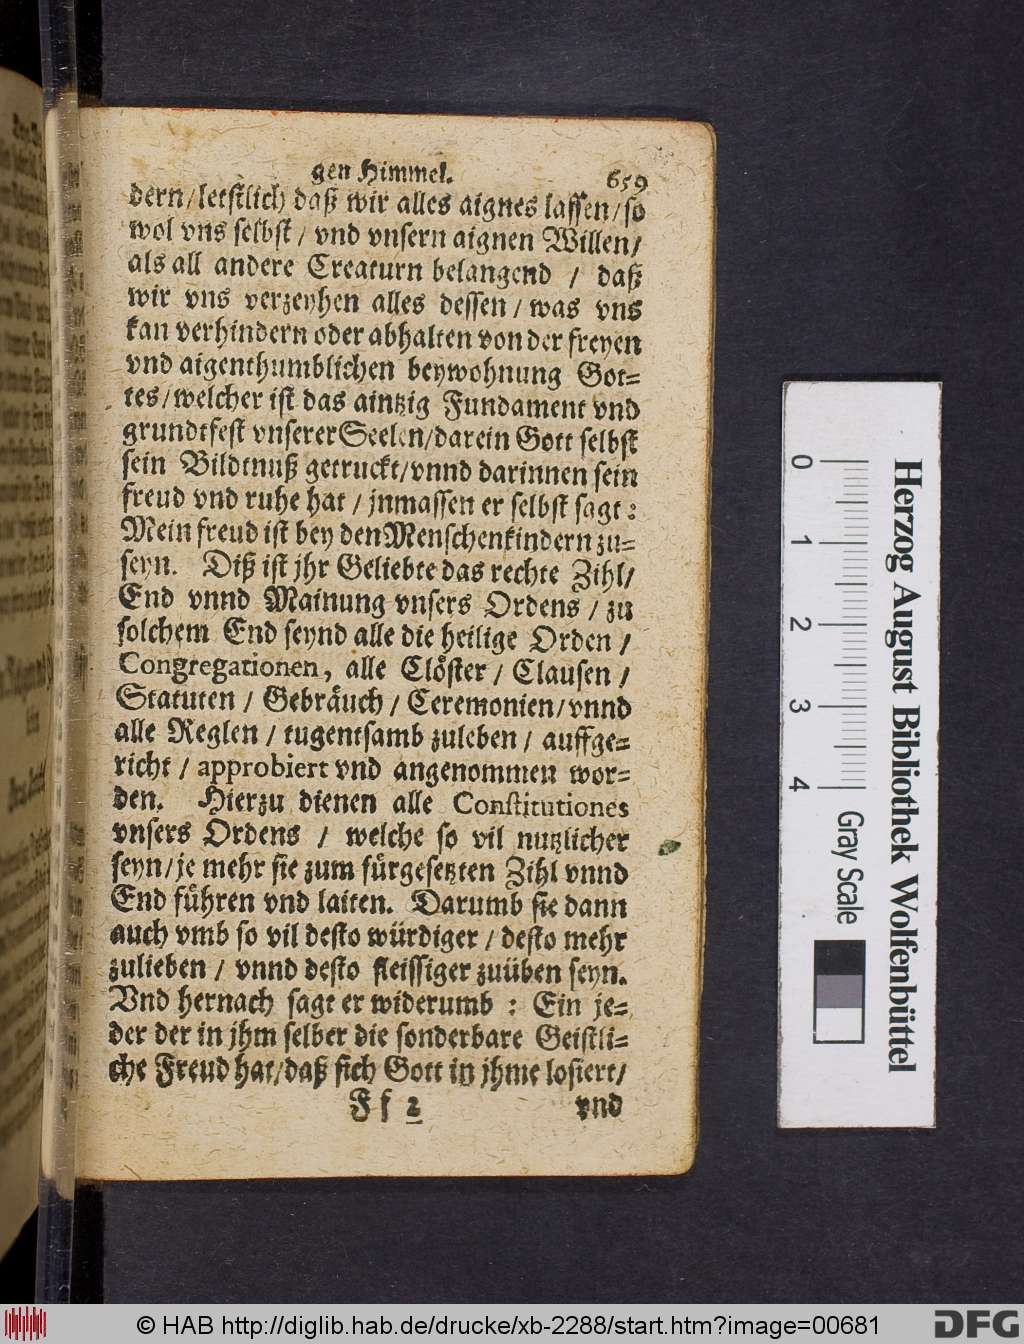 gen Himmel. 659
dern/letstlich daß wir alles aignes lassen/so
wol vns selbst / vnd vnsern aignen Willen/
als all andere Creaturn belangend / daß
wir vns verzeyhen alles dessen / was vns
kan verhindern oder abhalten von der freyen
vnd aigenthumblichen beywohnung Got=
tes/welcher ist das aintzig Fundament vnd
grundtfest vnserer Seelen/darein Gott selbst
sein Bildtnuß getruckt/vnnd darinnen sein
freud vnd ruhe hat / jnmassen er selbst sagt:
Mein freud ist bey den Menschenkindern zu=
seyn. Diß ist jhr Geliebte das rechte Zihl/
End vnnd Mainung vnsers Ordens / zu
solchem End seynd alle die heilige Orden /
Congregationen, alle Clöster / Clausen /
Statuten / Gebräuch / Ceremonien/vnnd
alle Reglen / tugentsamb zuleben / auffge=
richt / approbiert vnd angenommen wor=
den. Hierzu dienen alle Constitutiones
vnsers Ordens / welche so vil nutzlicher
seyn/je mehr sie zum fürgesetzten Zihl vnnd
End führen vnd laiten. Darumb sie dann
auch vmb so vil desto würdiger / desto mehr
zulieben / vnnd desto fleissiger zuüben seyn.
Vnd hernach sagt er widerumb : Ein je=
der der in jhm selber die sonderbare Geistli=
che Freud hat/daß sich Gott in jhme losiert/
Ff 2 vnd
Herzog August Bibliothek Wolfenbüttel
0 1 2 3 4
Gray Scale
© HAB http://diglib.hab.de/drucke/xb-2288/start.htm?image=00681
DFG